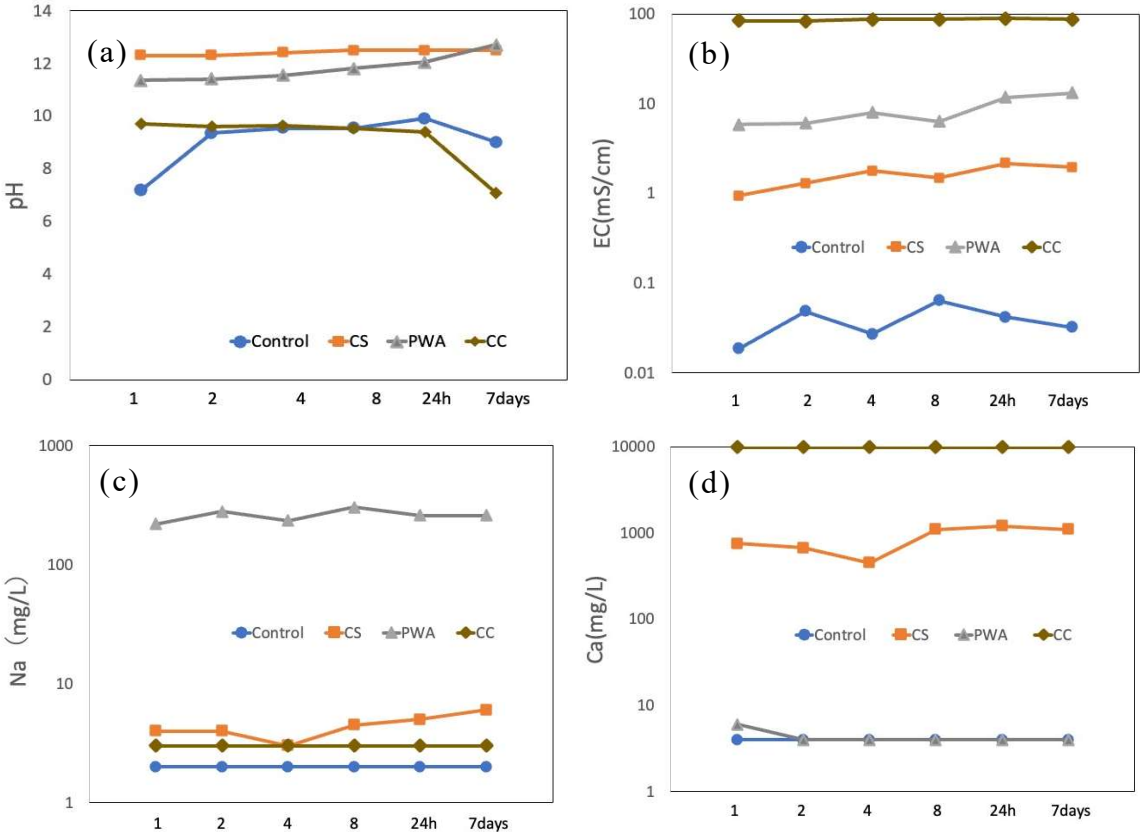 (a)
pH
14
12
10
8
6
4
2
0
Control CS PWA CC
1 2 4 8 24h 7days
(b)
EC(mS/cm)
100
10
1
0.1
0.01
Control CS PWA CC
1 2 4 8 24h 7days
(c)
Na （mg/L）
1000
100
10
1
Control CS PWA CC
1 2 4 8 24h 7days
(d)
Ca(mg/L)
10000
1000
100
10
1
Control CS PWA CC
1 2 4 8 24h 7days